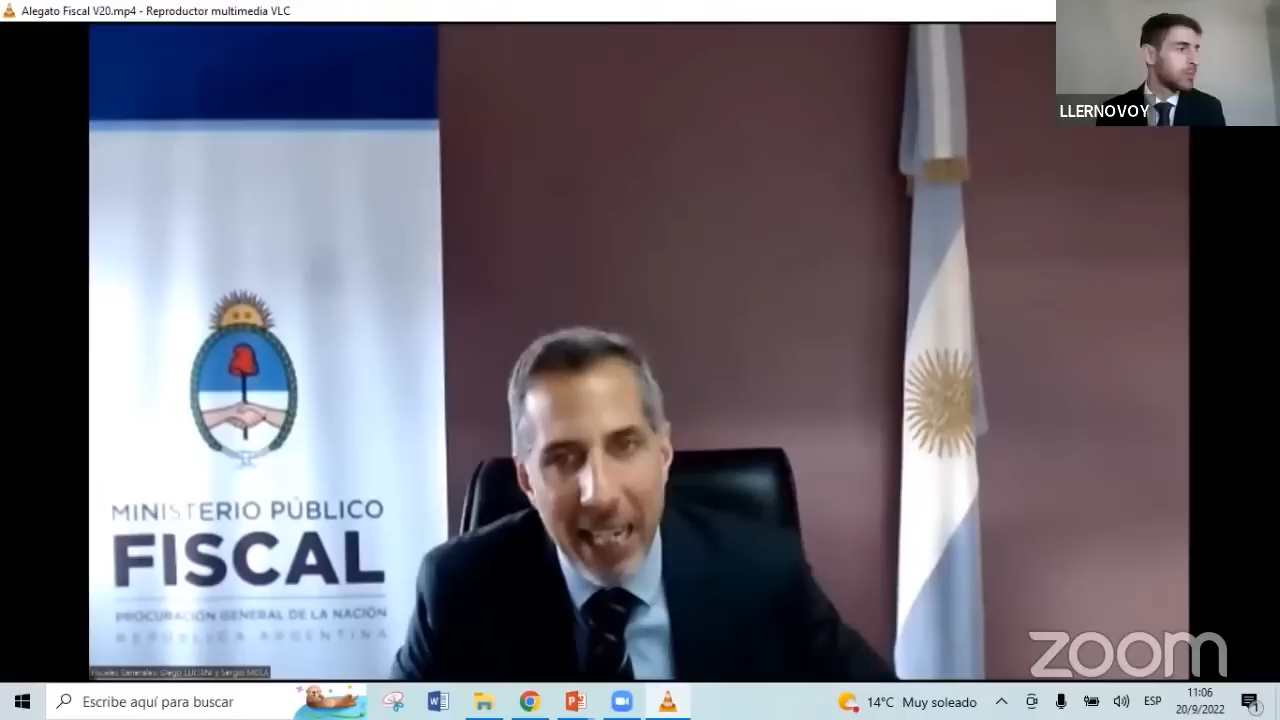 Alegato Fiscal V20.mp4 - Reproductor multimedia VLC
LLERNOVOY
MINISTERIO PÚBLICO
FISCAL
PROCURACIÓN GENERAL DE LA NACIÓN
REPÚBLICA ARGENTINA
Fiscales Generales: Diego LUCIANI y Sergio MOLA
zoom
Escribe aquí para buscar
14°C Muy soleado
ESP
11:06
20/9/2022
1